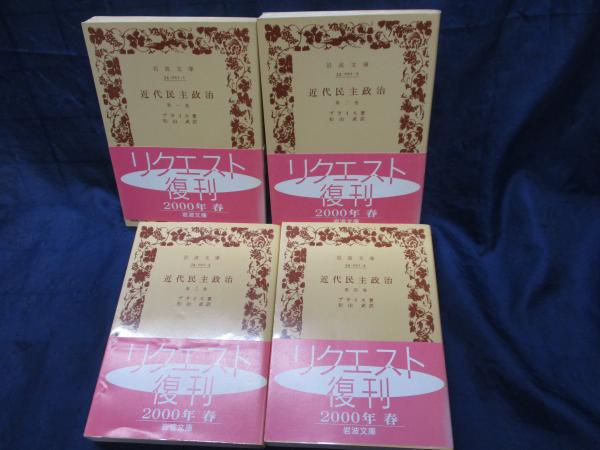 岩波文庫
34-001-1
近代民主政治
第一巻
ブライス著
松山武訳
リクエスト
復刊
2000年 春
岩波文庫
岩波文庫
近代民主政治
第二巻
ブライス著
松山武訳
リクエスト
復刊
2000年 春
岩波文庫
岩波文庫
近代民主政治
第三巻
ブライス著
松山武訳
リクエスト
復刊
2000年 春
岩波文庫
岩波文庫
近代民主政治
第四巻
ブライス著
松山武訳
リクエスト
復刊
2000年 春
岩波文庫